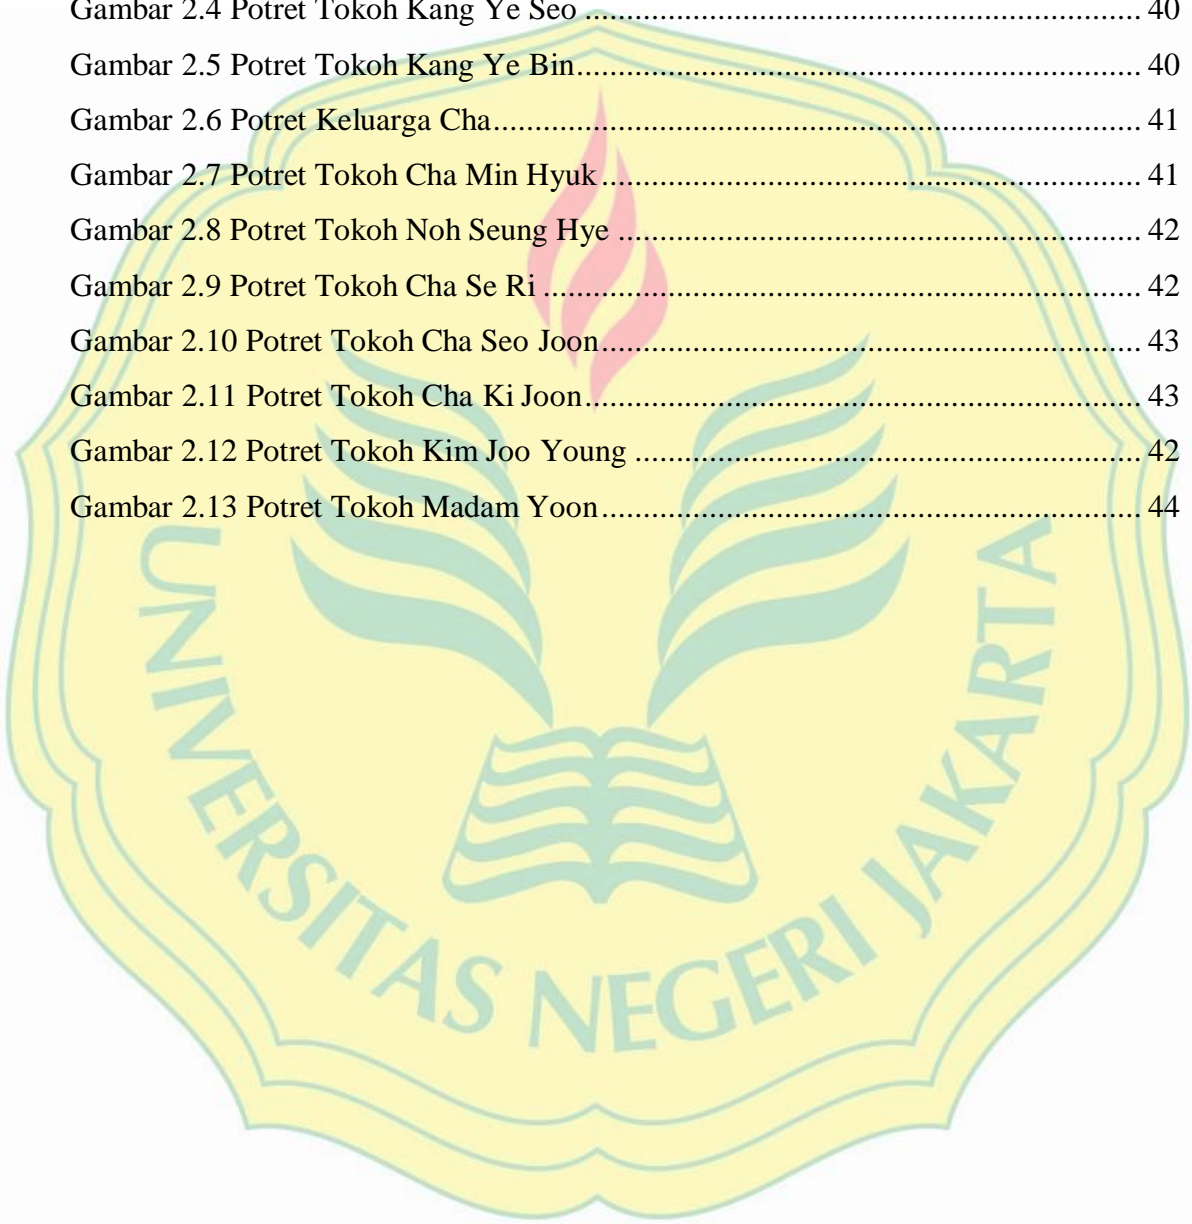 Gambar 2.4 Potret Tokoh Kang Ye Seo .................................................................... 40
Gambar 2.5 Potret Tokoh Kang Ye Bin.................................................................... 40
Gambar 2.6 Potret Keluarga Cha.............................................................................. 41
Gambar 2.7 Potret Tokoh Cha Min Hyuk ................................................................. 41
Gambar 2.8 Potret Tokoh Noh Seung Hye ............................................................... 42
Gambar 2.9 Potret Tokoh Cha Se Ri ........................................................................ 42
Gambar 2.10 Potret Tokoh Cha Seo Joon................................................................. 43
Gambar 2.11 Potret Tokoh Cha Ki Joon................................................................... 43
Gambar 2.12 Potret Tokoh Kim Joo Young ............................................................. 42
Gambar 2.13 Potret Tokoh Madam Yoon................................................................. 44
UNIVERSITAS NEGERI JAKARTA